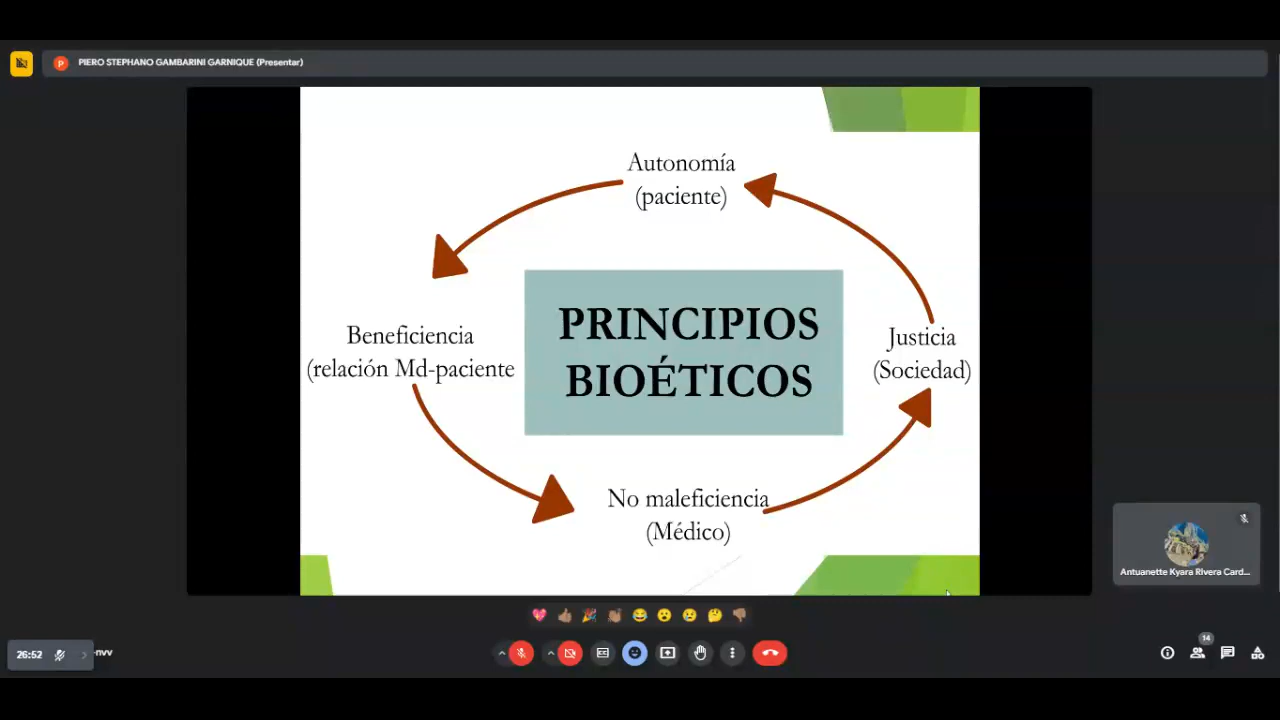 P
PIERO STEPHANO GAMBARINI GARNIQUE (Presentar)
Autonomía
(paciente)
Beneficiencia
(relación Md-paciente
PRINCIPIOS
BIOÉTICOS
Justicia
(Sociedad)
No maleficiencia
(Médico)
Antuanette Kyara Rivera Card...
26:52
-nvv
14